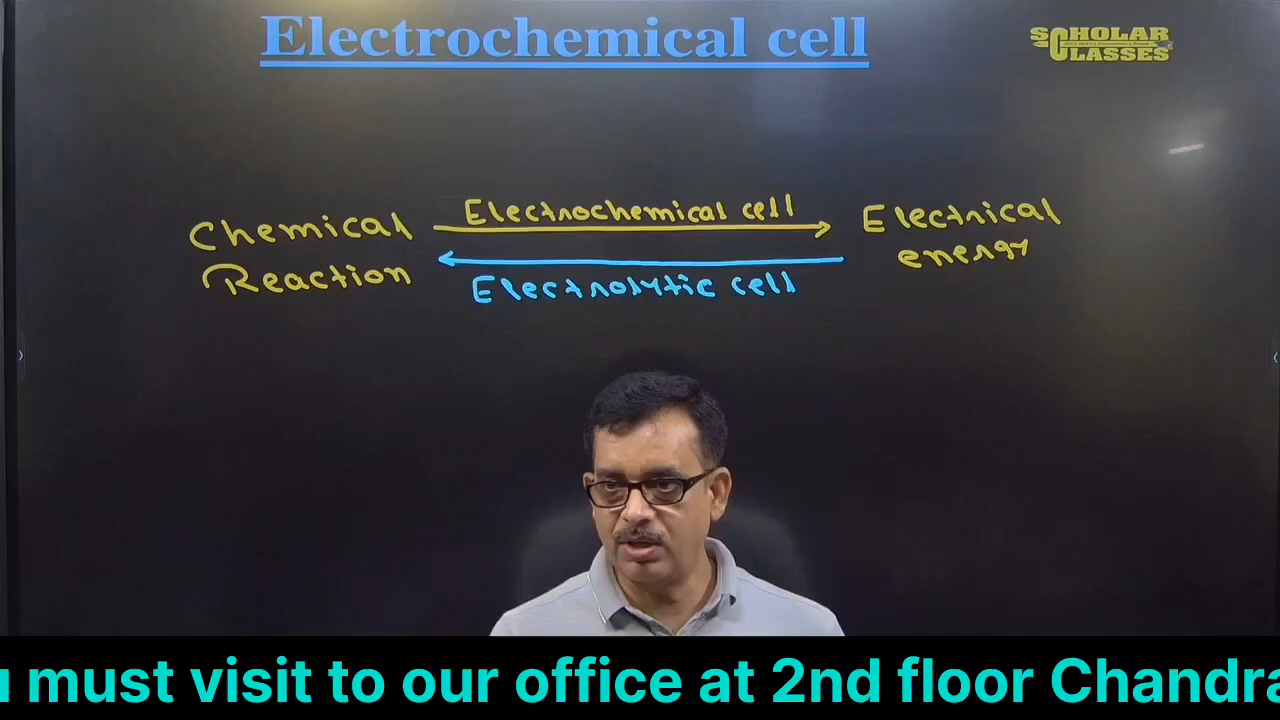 Electrochemical cell
SCHOLAR
CLASSES
Chemical
Reaction
Electrochemical cell
Electrolytic cell
Electrical
energy
must visit to our office at 2nd floor Chandra